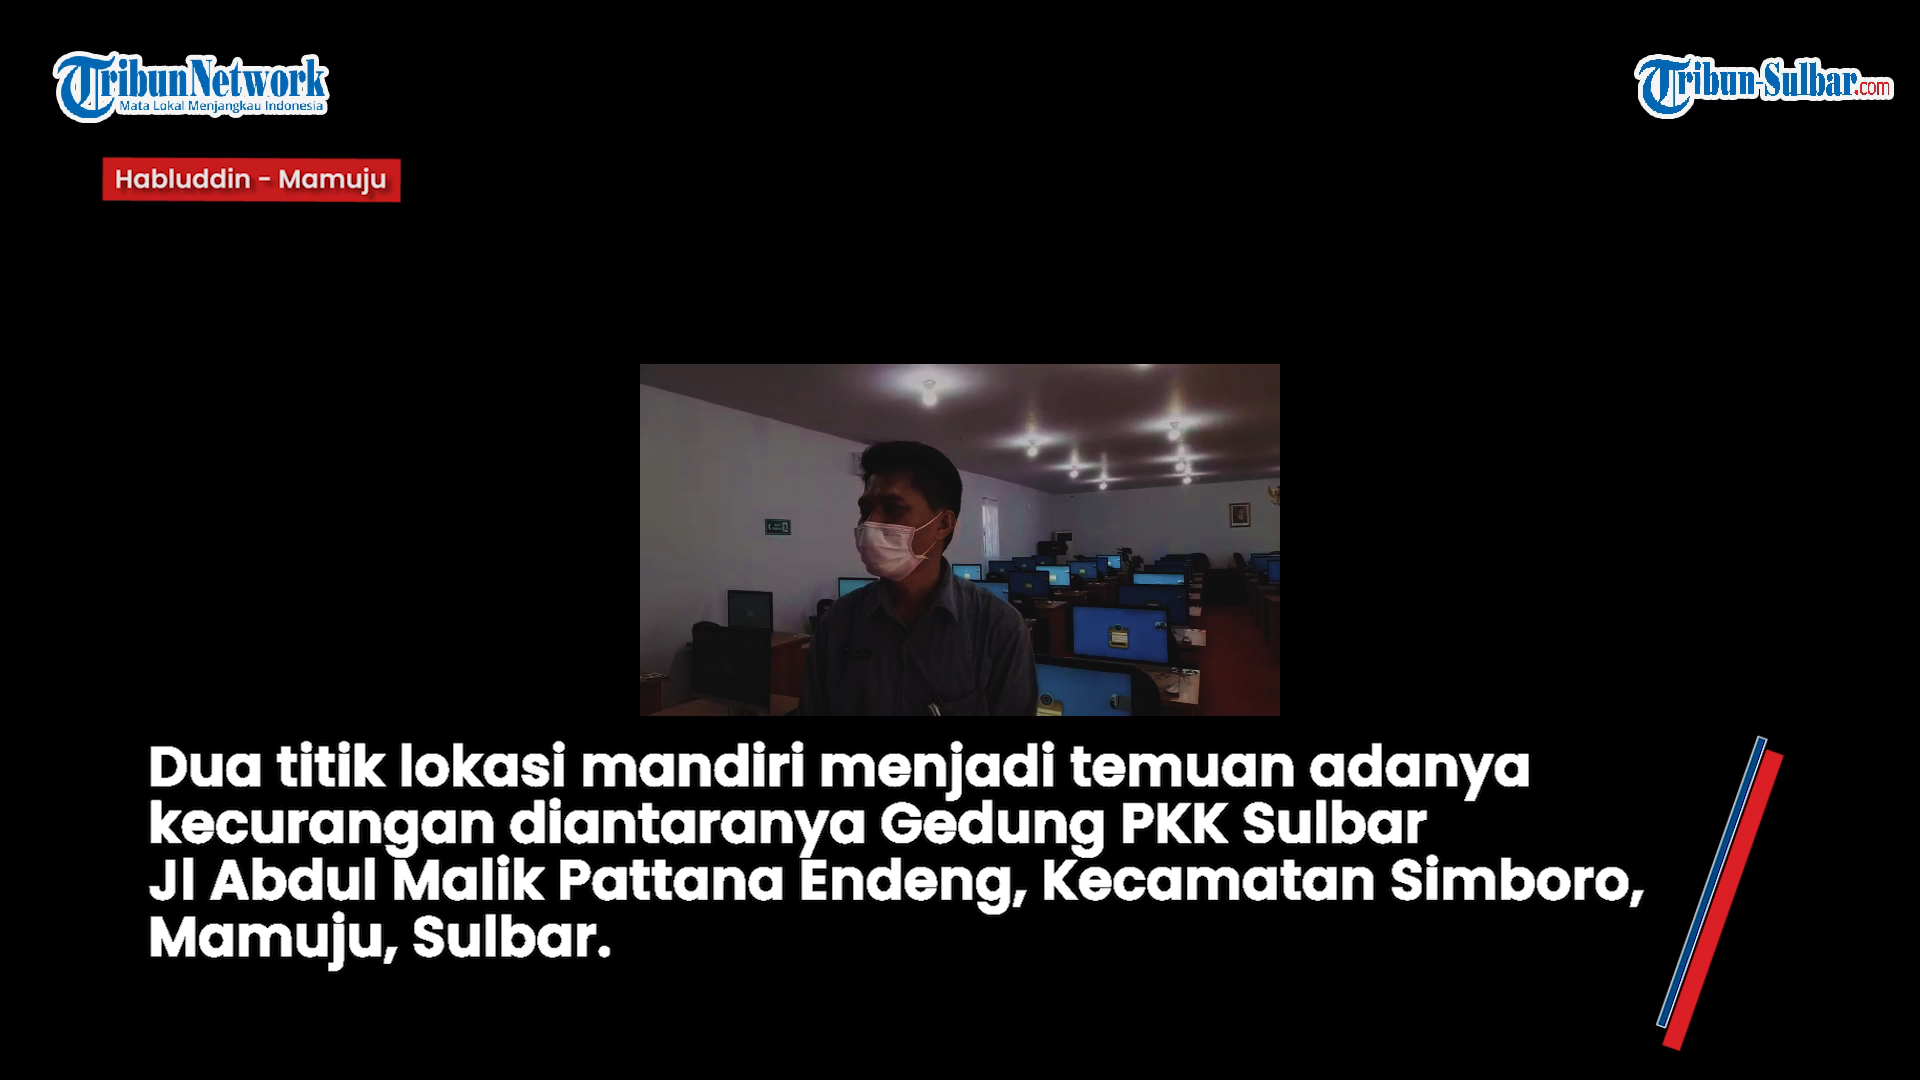 TribunNetwork
Mata Lokal Menjangkau Indonesia
Tribun-Sulbar.com
Habluddin - Mamuju
Dua titik lokasi mandiri menjadi temuan adanya
kecurangan diantaranya Gedung PKK Sulbar
Jl Abdul Malik Pattana Endeng, Kecamatan Simboro,
Mamuju, Sulbar.